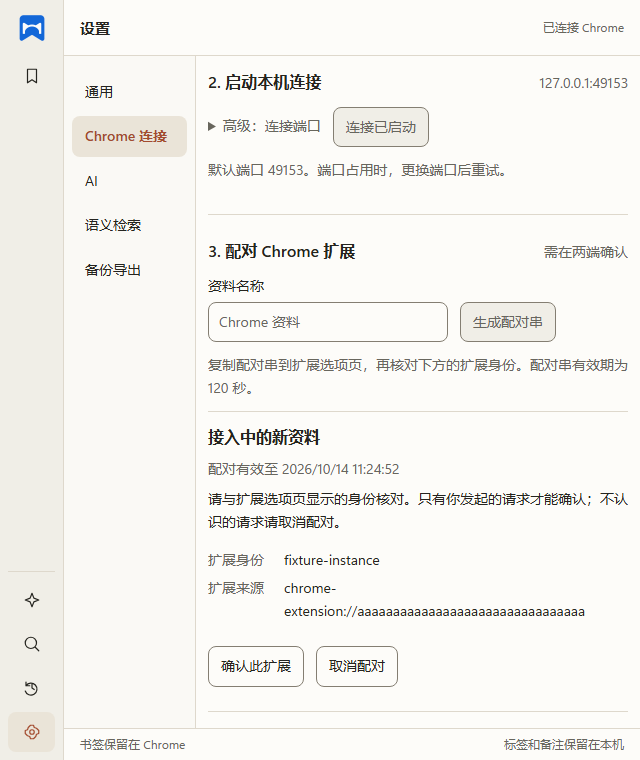 设置
已连接 Chrome
通用
Chrome 连接
AI
语义检索
备份导出
2. 启动本机连接
127.0.0.1:49153
高级：连接端口
连接已启动
默认端口 49153。端口占用时，更换端口后重试。
3. 配对 Chrome 扩展
需在两端确认
资料名称
Chrome 资料
生成配对串
复制配对串到扩展选项页，再核对下方的扩展身份。配对串有效期为
120 秒。
接入中的新资料
配对有效至 2026/10/14 11:24:52
请与扩展选项页显示的身份核对。只有你发起的请求才能确认；不认
识的请求请取消配对。
扩展身份 fixture-instance
扩展来源 chrome-
extension://aaaaaaaaaaaaaaaaaaaaaaaaaaaaaaaa
确认此扩展
取消配对
书签保留在 Chrome
标签和备注保留在本机